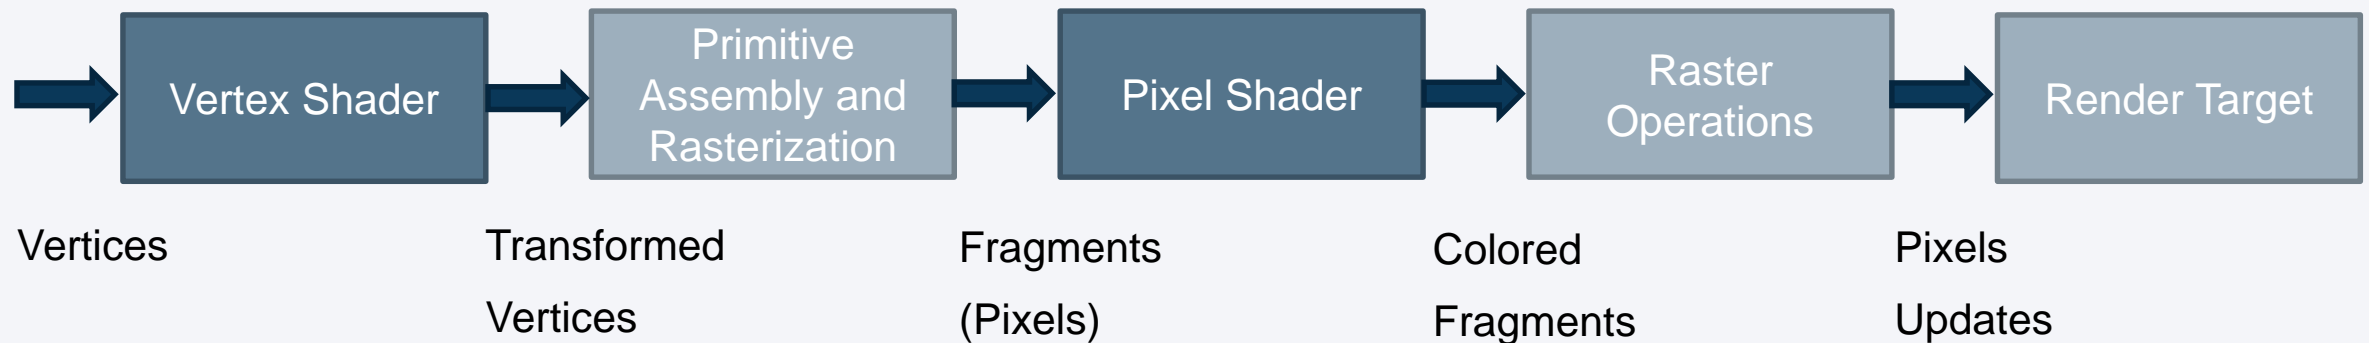 Vertex Shader
Primitive
Assembly and
Rasterization
Pixel Shader
Raster
Operations
Render Target
Vertices
Transformed
Vertices
Fragments
(Pixels)
Colored
Fragments
Pixels
Updates